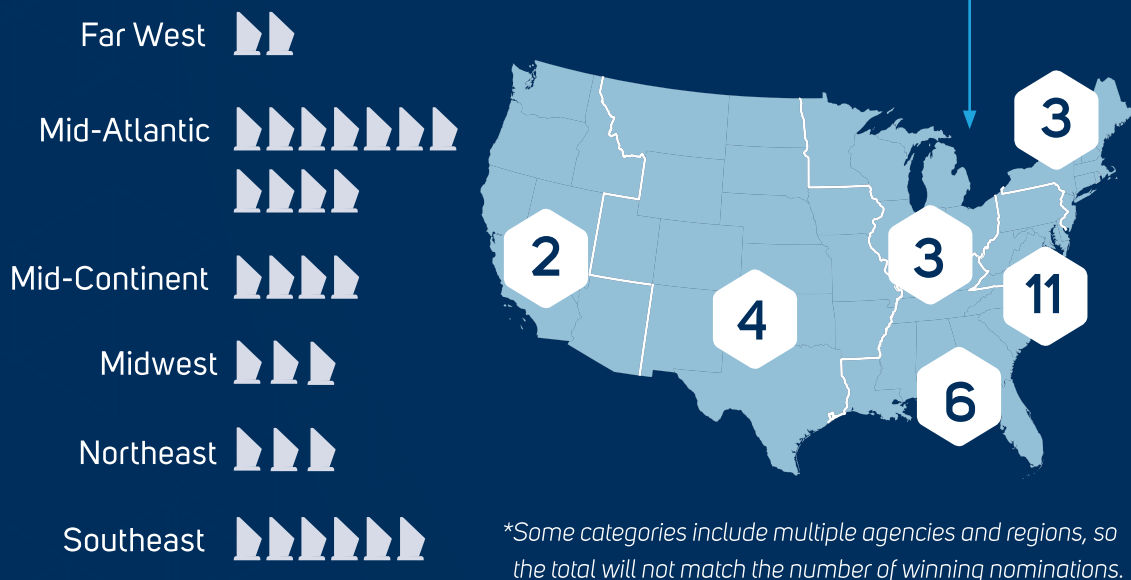 Far West
Mid-Atlantic
Mid-Continent
Midwest
Northeast
Southeast
3
2
3
11
4
6
*Some categories include multiple agencies and regions, so
the total will not match the number of winning nominations.